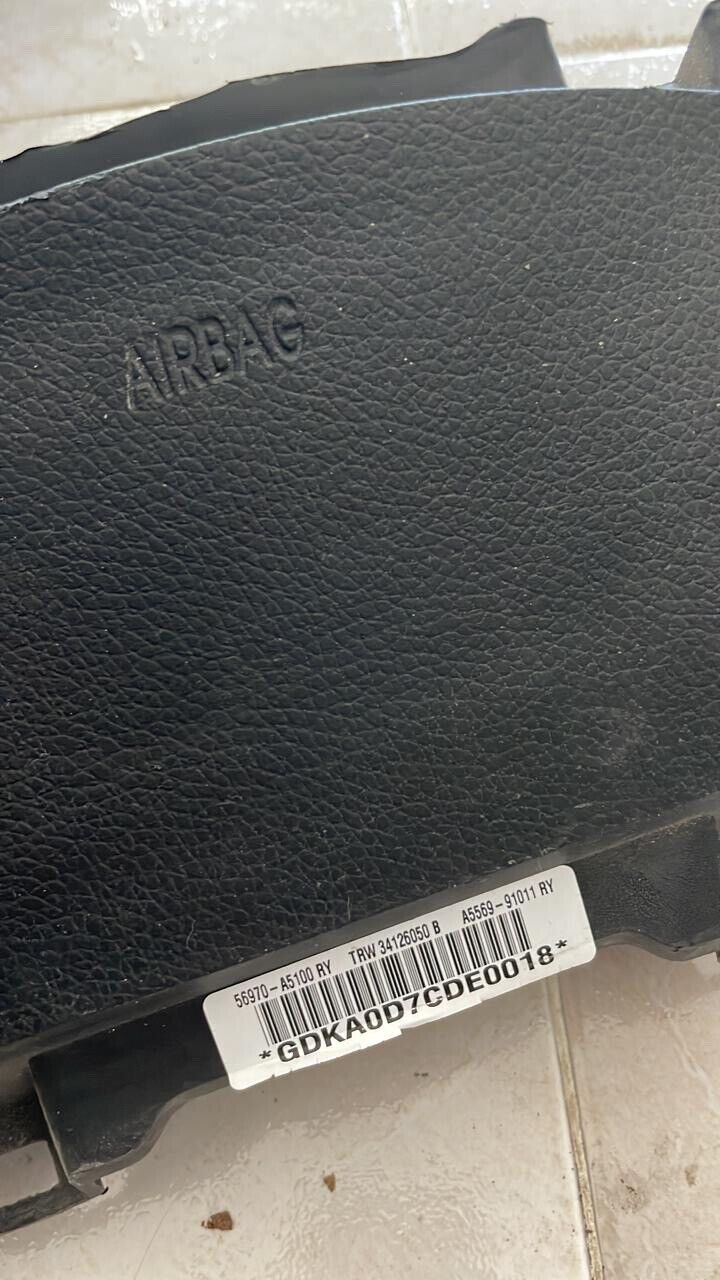 AIRBAG
56970-A5100 RY TRW 34126050 B A5569-91011 RY
*GDKA0D7CDE0018*